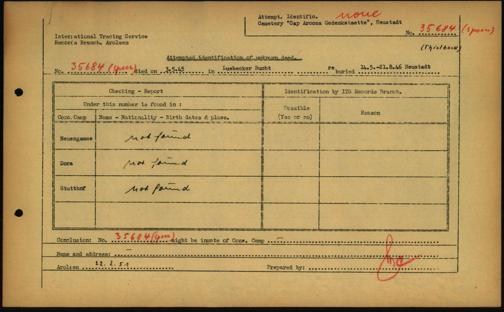 Attempt. Identific. none
Cemetery "Cap Arcona Gedenkstaette", Neustadt
No. 35684
International Tracing Service
Records Branch, Arolsen
Attempted identification of unknown dead.
No. 35684 died on 3.5.45 in Luebecker Bucht re buried 14.5.-21.8.46 Neustadt
Checking - Report
Identification by ITS Records Branch.
Under this number is found in :
Possible
(Yes or no)
Reason
Conc.Camp Name - Nationality - Birth dates & place.
Neuengamme not found
Dora not found
Stutthof not found
Conclusion: No. 35684 might be inmate of Conc. Camp -
Name and address: -
Arolsen Prepared by: